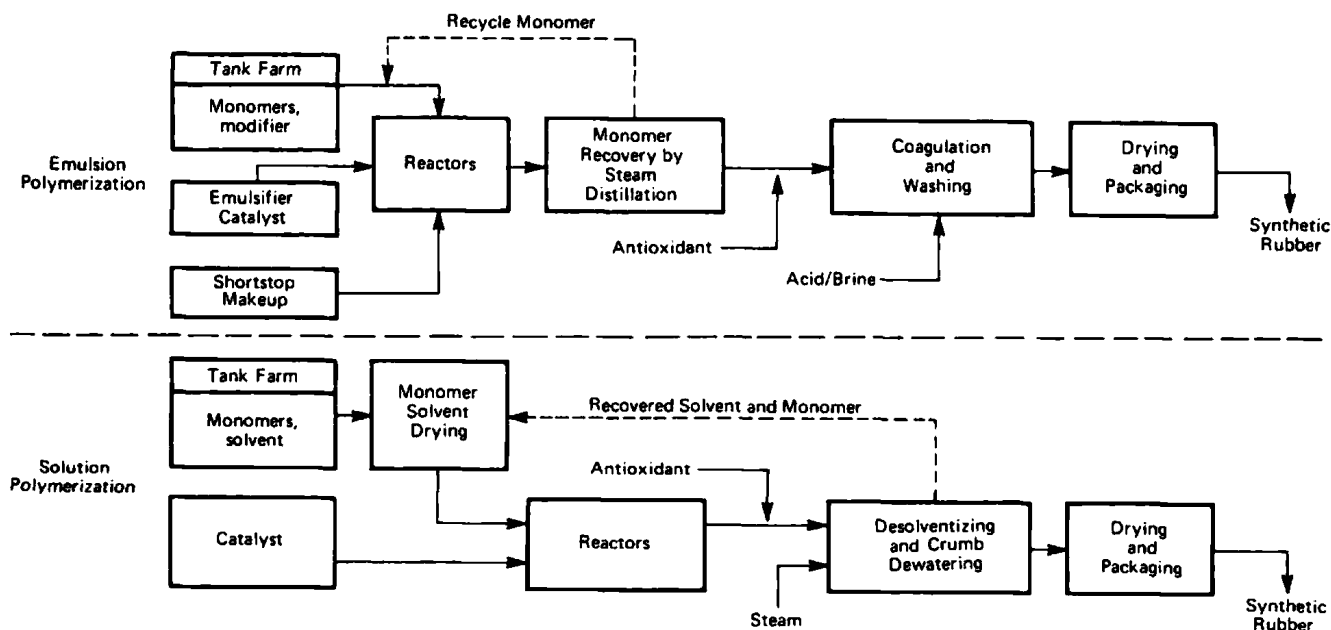 Recycle Monomer
Tank Farm
Monomers,
modifier
Emulsion
Polymerization
Emulsifier
Catalyst
Shortstop
Makeup
Reactors
Monomer
Recovery by
Steam
Distillation
Antioxidant
Coagulation
and
Washing
Acid/Brine
Drying
and
Packaging
Synthetic
Rubber
Tank Farm
Monomers,
solvent
Solution
Polymerization
Catalyst
Monomer
Solvent
Drying
Recovered Solvent and Monomer
Antioxidant
Reactors
Steam
Desolventizing
and Crumb
Dewatering
Drying
and
Packaging
Synthetic
Rubber